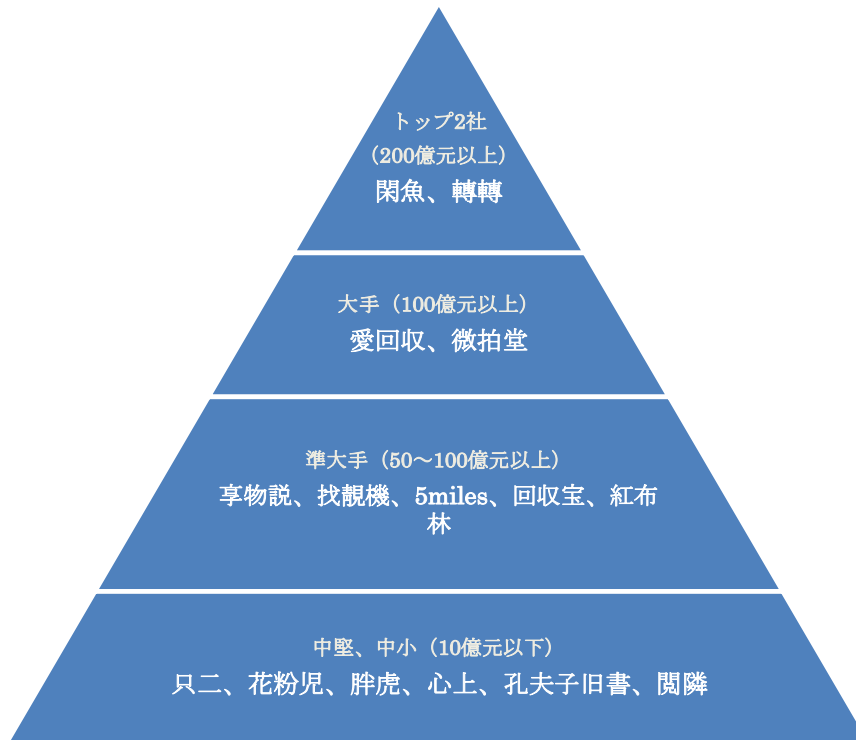 トップ2社
（200億元以上）
閑魚、轉轉
大手（100億元以上）
愛回収、微拍堂
準大手（50～100億元以上）
享物説、找靚機、5miles、回収宝、紅布
林
中堅、中小（10億元以下）
只二、花粉児、胖虎、心上、孔夫子旧書、閲隣